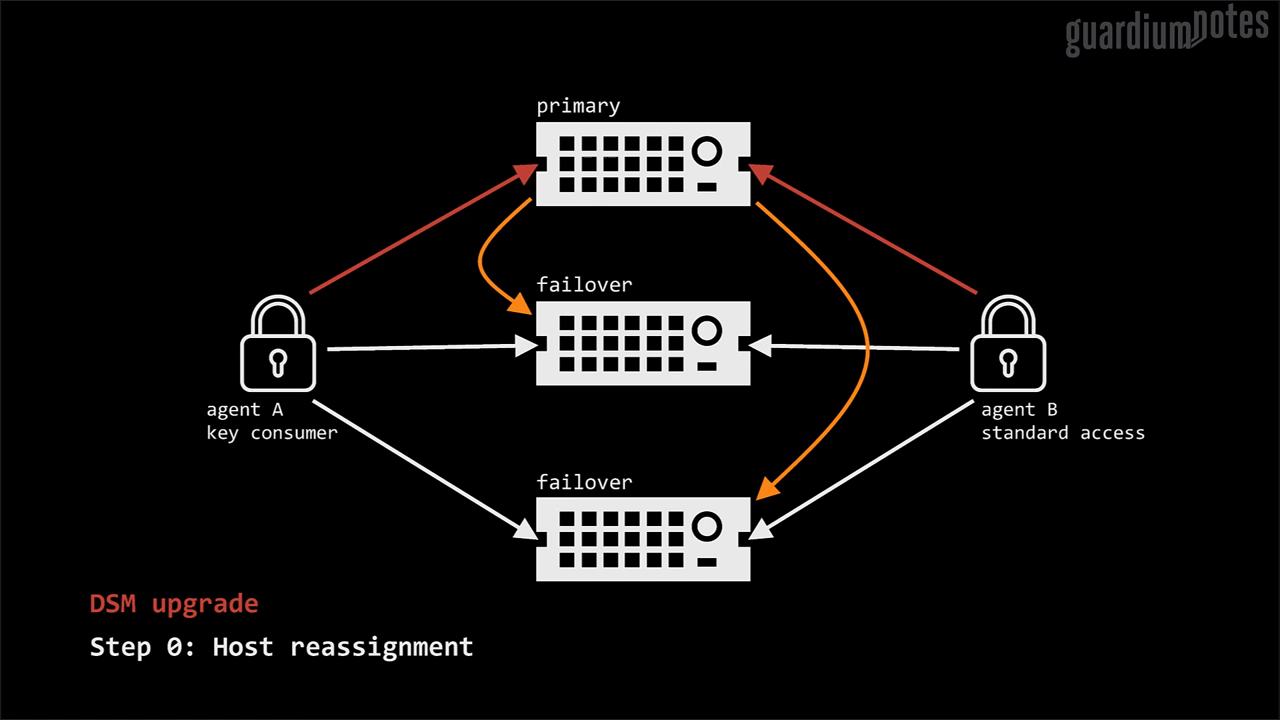 guardiumnotes
primary
failover
agent A
key consumer
agent B
standard access
failover
DSM upgrade
Step 0: Host reassignment